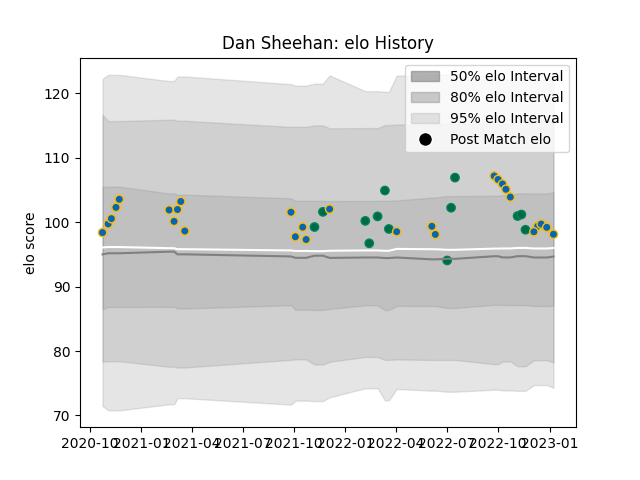 Dan Sheehan: elo History
50% elo Interval
80% elo Interval
95% elo Interval
Post Match elo
elo score
120
110
100
90
80
70
2020-10 2021-01 2021-04 2021-07 2021-10 2022-01 2022-04 2022-07 2022-10 2023-01